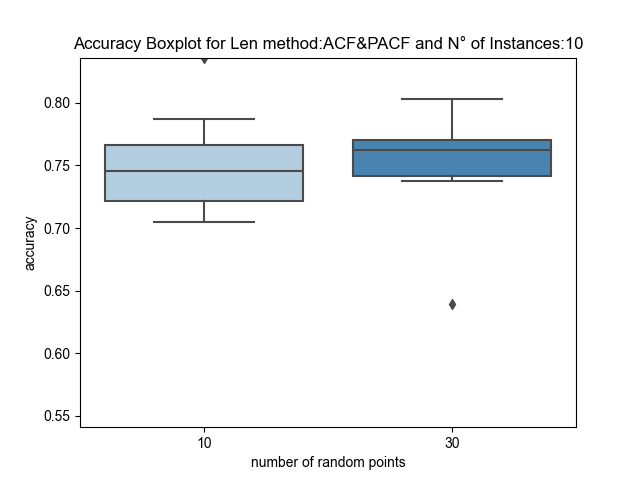 Accuracy Boxplot for Len method:ACF&PACF and N° of Instances:10
0.80
0.75
0.70
0.65
0.60
0.55
accuracy
10 30
number of random points